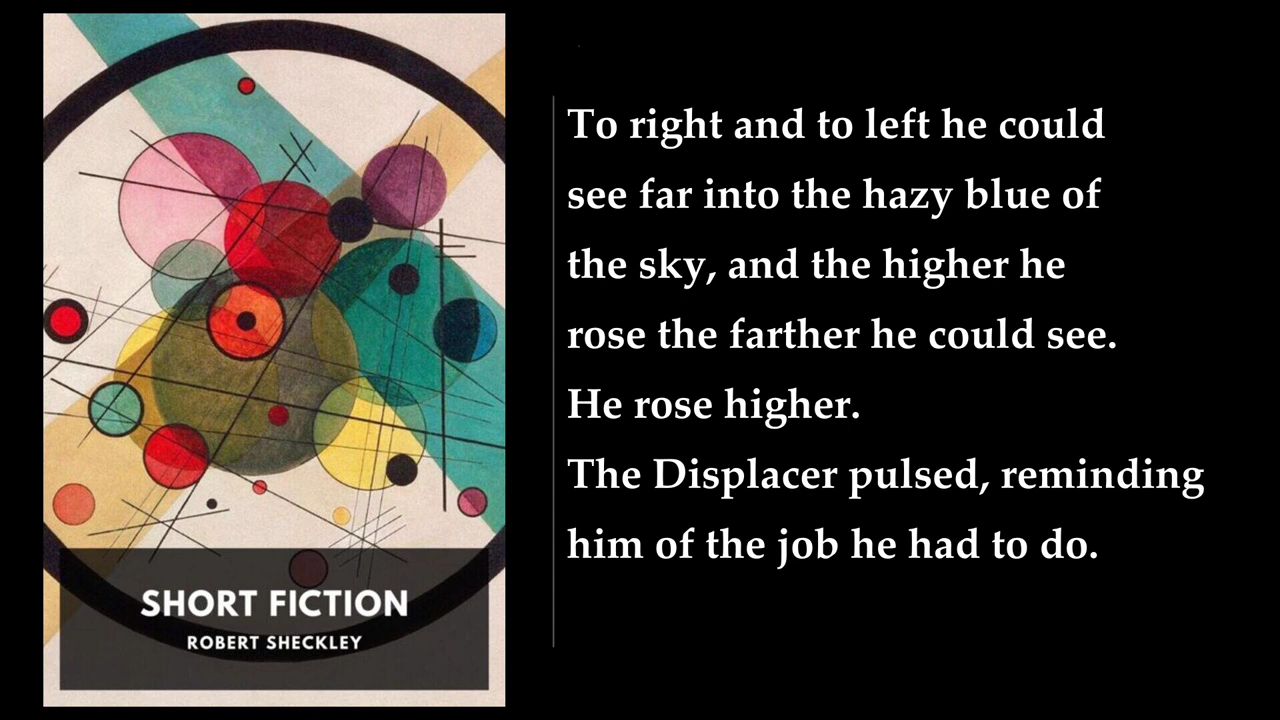 SHORT FICTION
ROBERT SHECKLEY
To right and to left he could
see far into the hazy blue of
the sky, and the higher he
rose the farther he could see.
He rose higher.
The Displacer pulsed, reminding
him of the job he had to do.